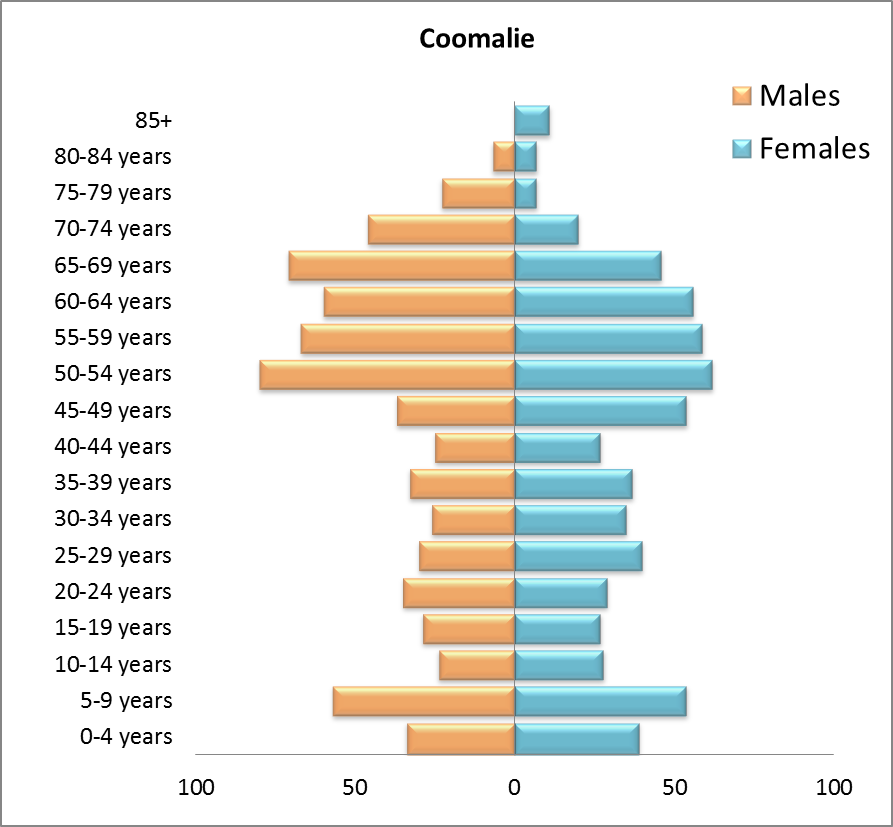 Coomalie
Males
Females
85+
80-84 years
75-79 years
70-74 years
65-69 years
60-64 years
55-59 years
50-54 years
45-49 years
40-44 years
35-39 years
30-34 years
25-29 years
20-24 years
15-19 years
10-14 years
5-9 years
0-4 years
100 50 0 50 100